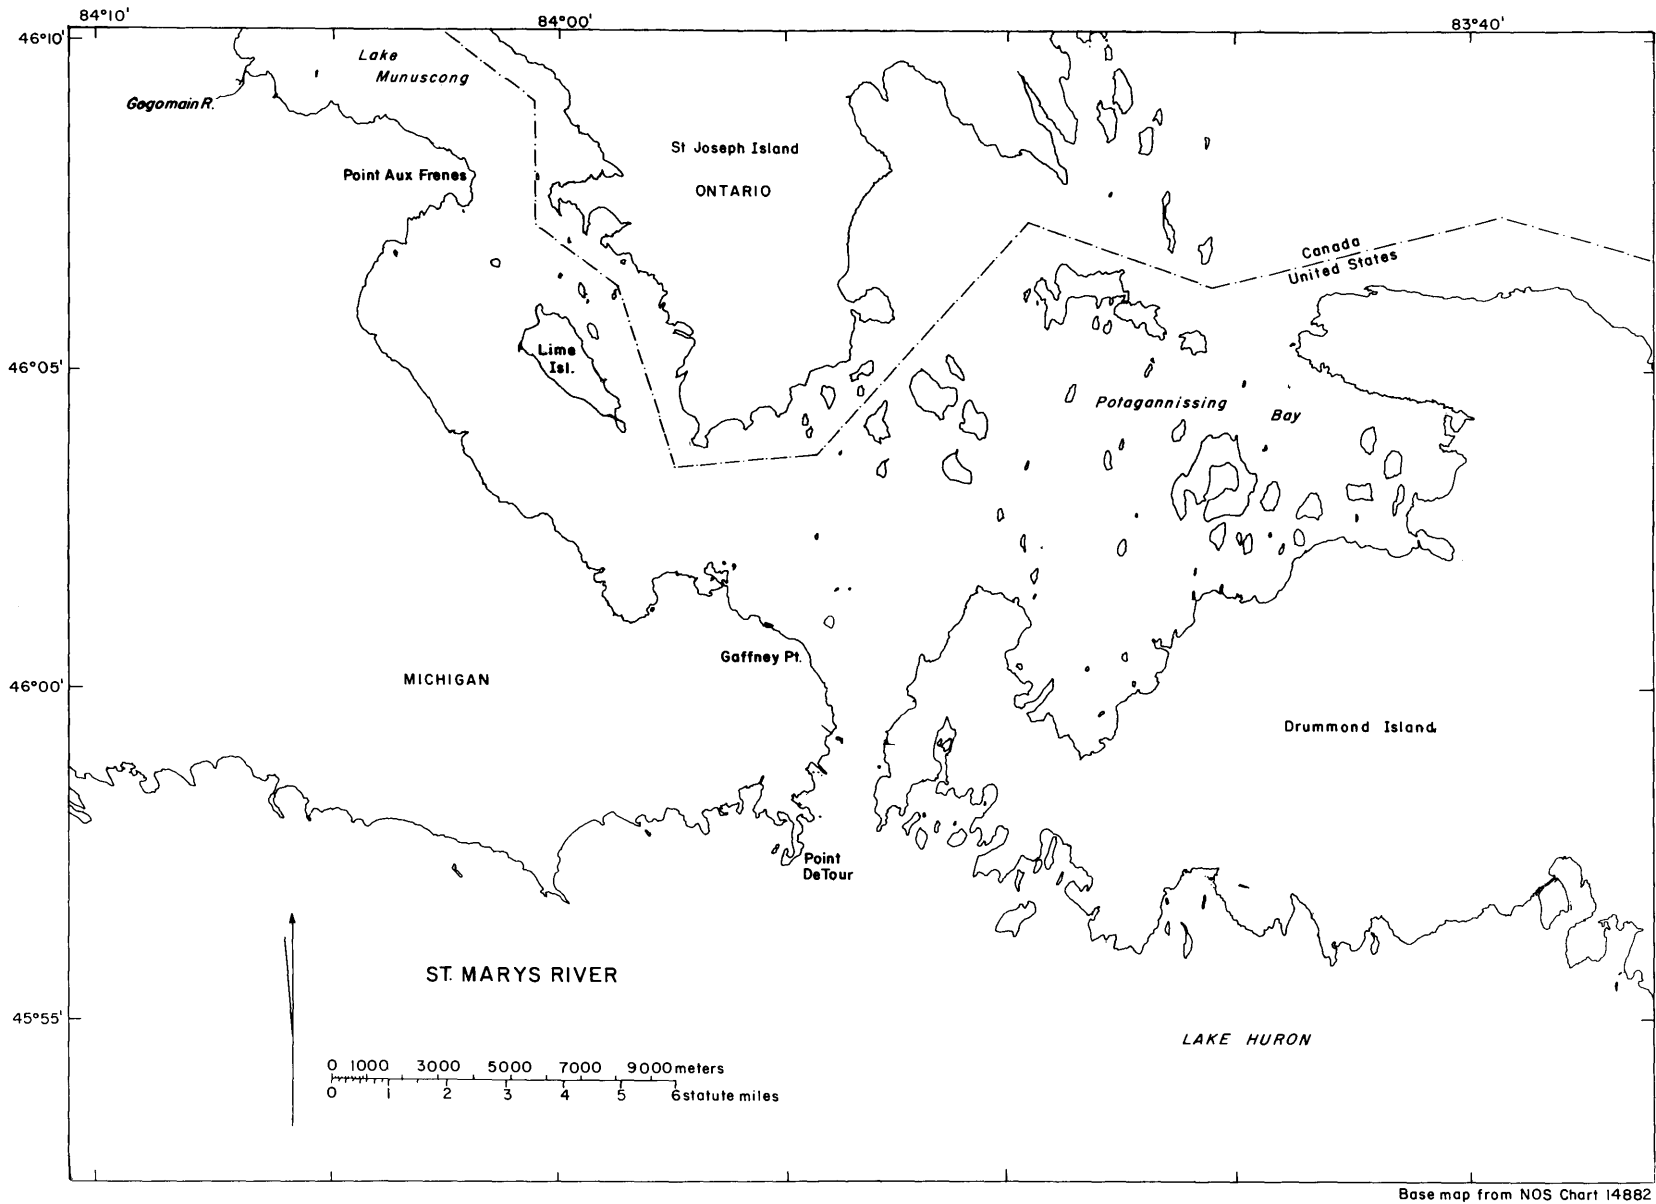 84°10'
84°00'
83°40'
46°10'
Lake
Munuscong
Gogomain R.
St Joseph Island
Point Aux Frenes
ONTARIO
Canada
United States
46°05'
Lime
Isl.
Potagannissing Bay
Gaffney Pt.
46°00'
MICHIGAN
Drummond Island
Point
DeTour
ST. MARYS RIVER
45°55'
LAKE HURON
0 1000 3000 5000 7000 9000 meters
0 1 2 3 4 5 6 statute miles
Base map from NOS Chart 14882